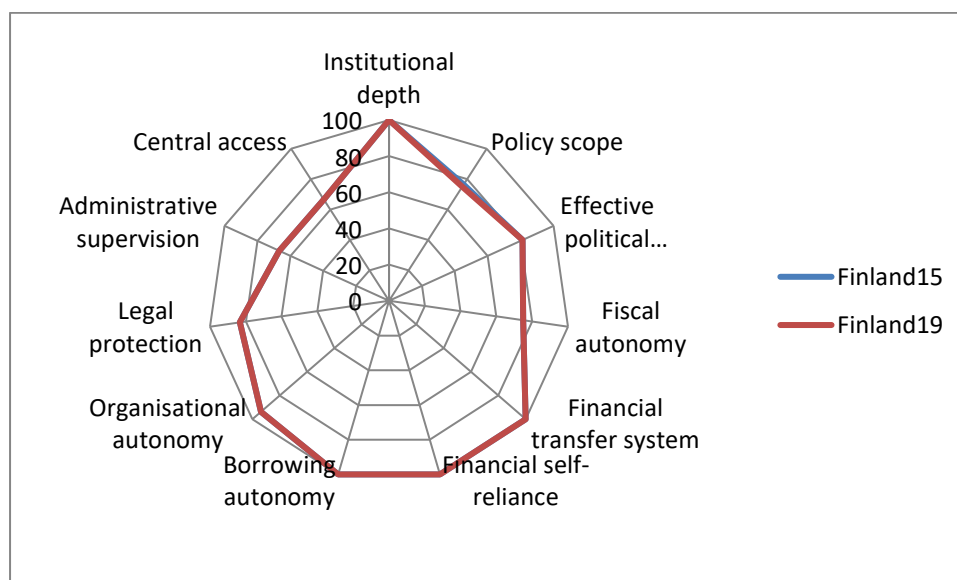 Institutional
depth
Policy scope
Effective
political...
Fiscal
autonomy
Financial
transfer system
Financial self-
reliance
Borrowing
autonomy
Organisational
autonomy
Legal
protection
Administrative
supervision
Central access
100
80
60
40
20
0
Finland15
Finland19